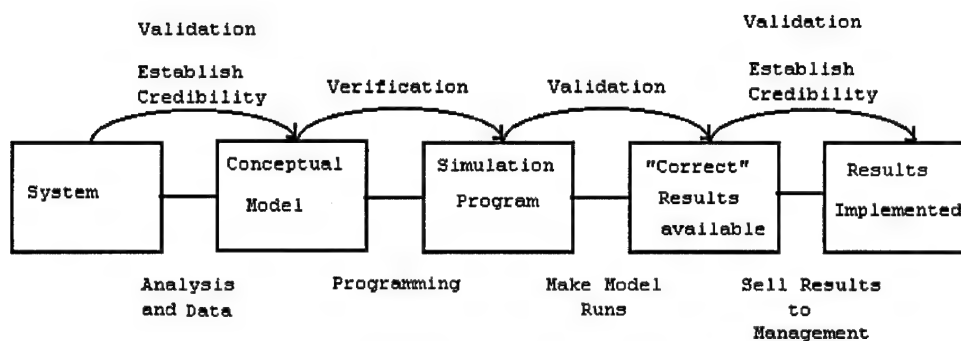 Validation
Establish
Credibility
Verification
Validation
Validation
Establish
Credibility
System
Conceptual
Model
Simulation
Program
"Correct"
Results
available
Results
Implemented
Analysis
and Data
Programming
Make Model
Runs
Sell Results
to
Management